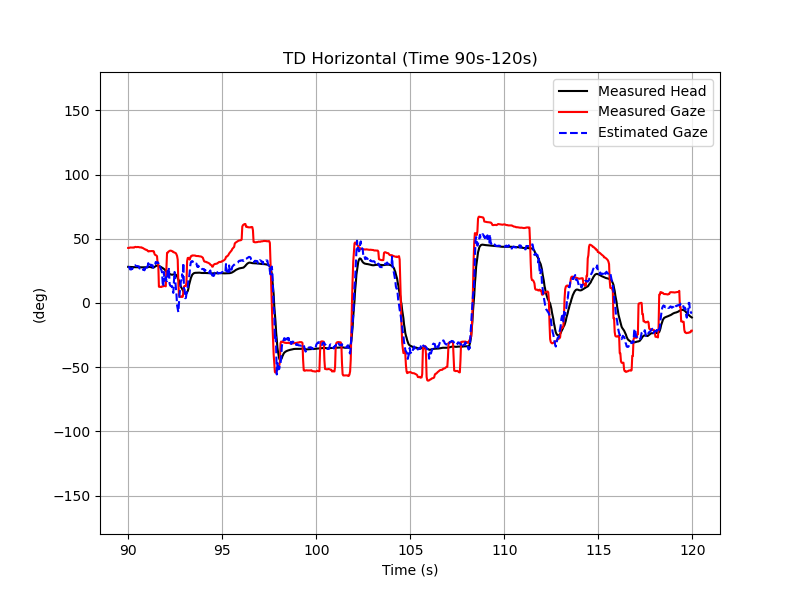 TD Horizontal (Time 90s-120s)
Measured Head
Measured Gaze
Estimated Gaze
150
100
50
0
−50
−100
−150
(deg)
90 95 100 105 110 115 120
Time (s)